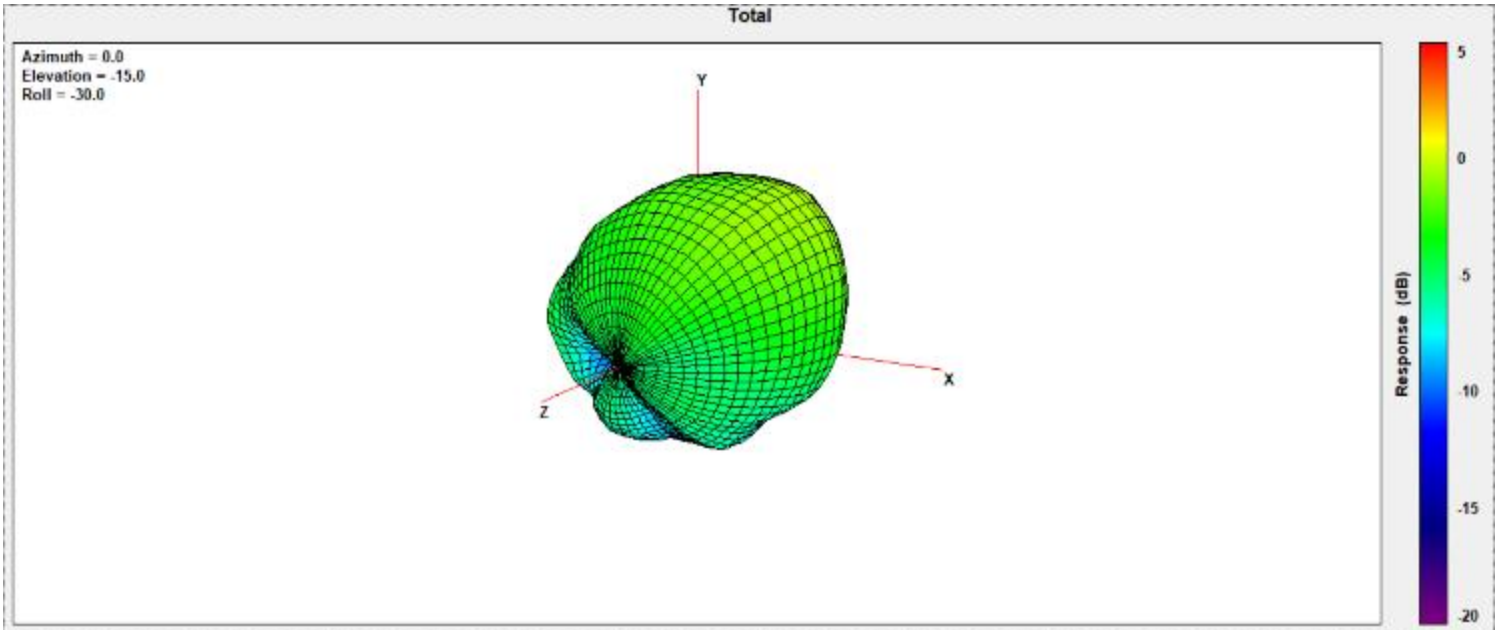 Total
Azimuth = 0.0
Elevation = -15.0
Roll = -30.0
Y
X
Z
5
0
-5
-10
-15
-20
Response (dB)